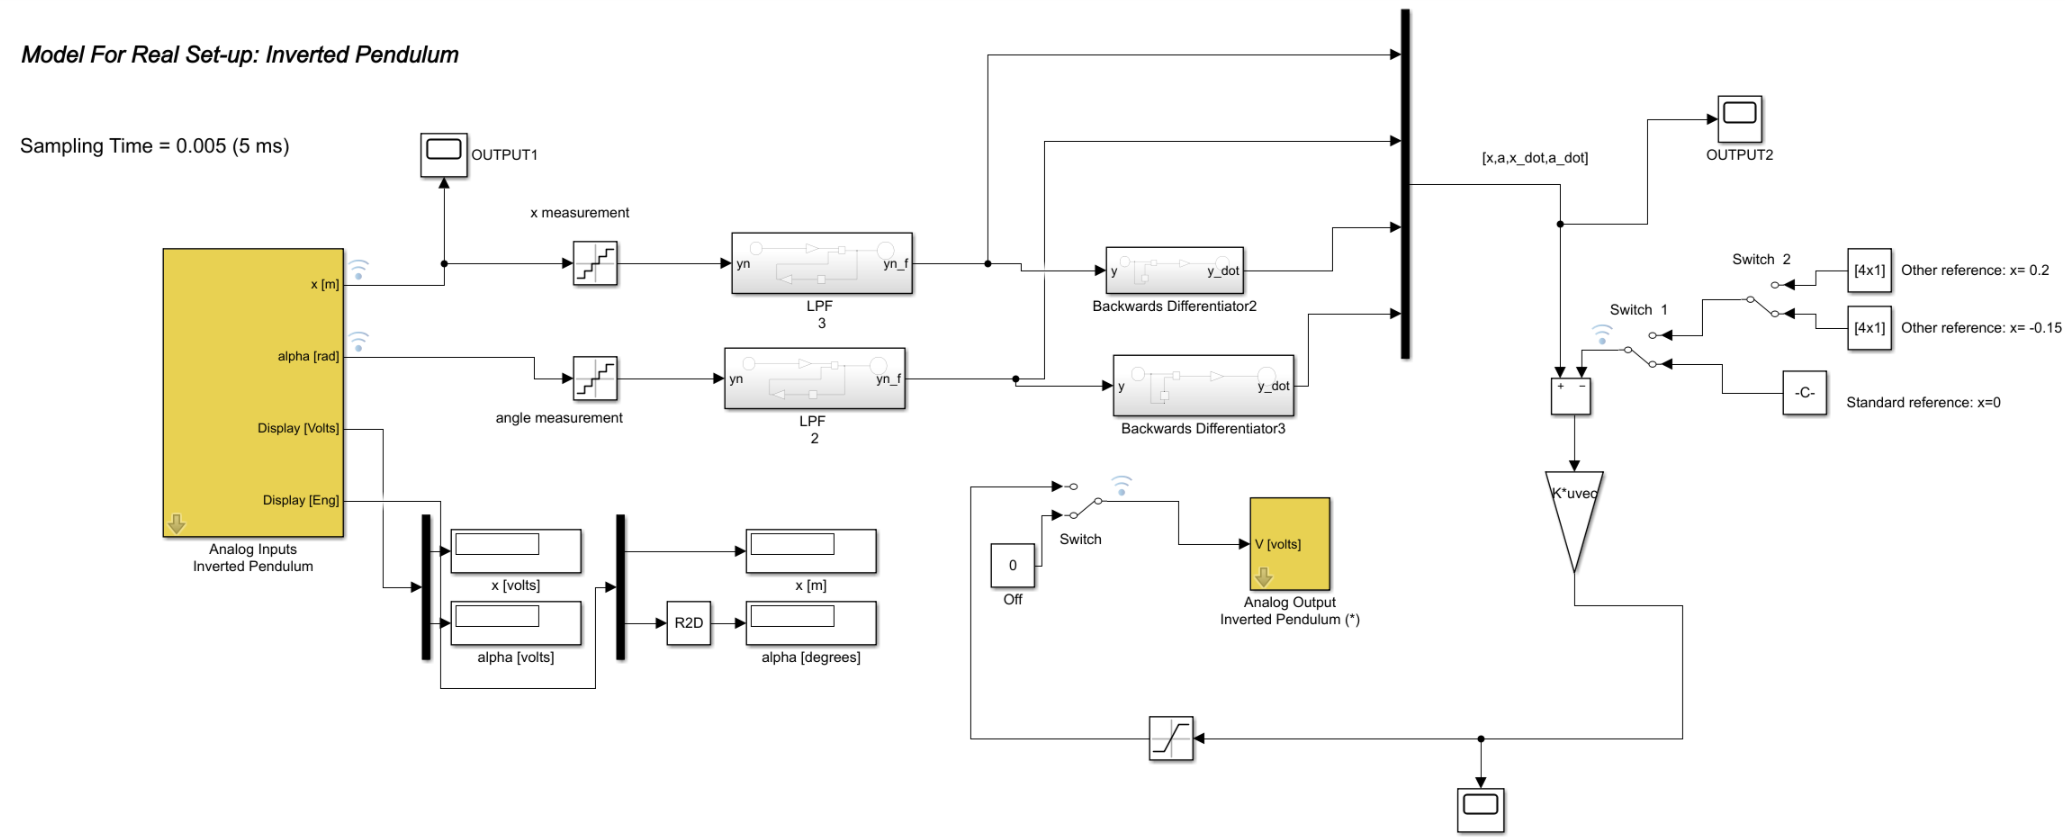 Model For Real Set-up: Inverted Pendulum
Sampling Time = 0.005 (5 ms)
OUTPUT1
x measurement
x [m]
alpha [rad]
Display [Volts]
Display [Eng]
Analog Inputs
Inverted Pendulum
angle measurement
yn
yn_f
LPF
3
yn
yn_f
LPF
2
y
y_dot
Backwards Differentiator2
y
y_dot
Backwards Differentiator3
[x,a,x_dot,a_dot]
OUTPUT2
Switch 2
[4x1]
Other reference: x= 0.2
Switch 1
[4x1]
Other reference: x= -0.15
-C-
Standard reference: x=0
+
−
K*uvec
x [volts]
alpha [volts]
x [m]
R2D
alpha [degrees]
Switch
0
Off
V [volts]
Analog Output
Inverted Pendulum (*)